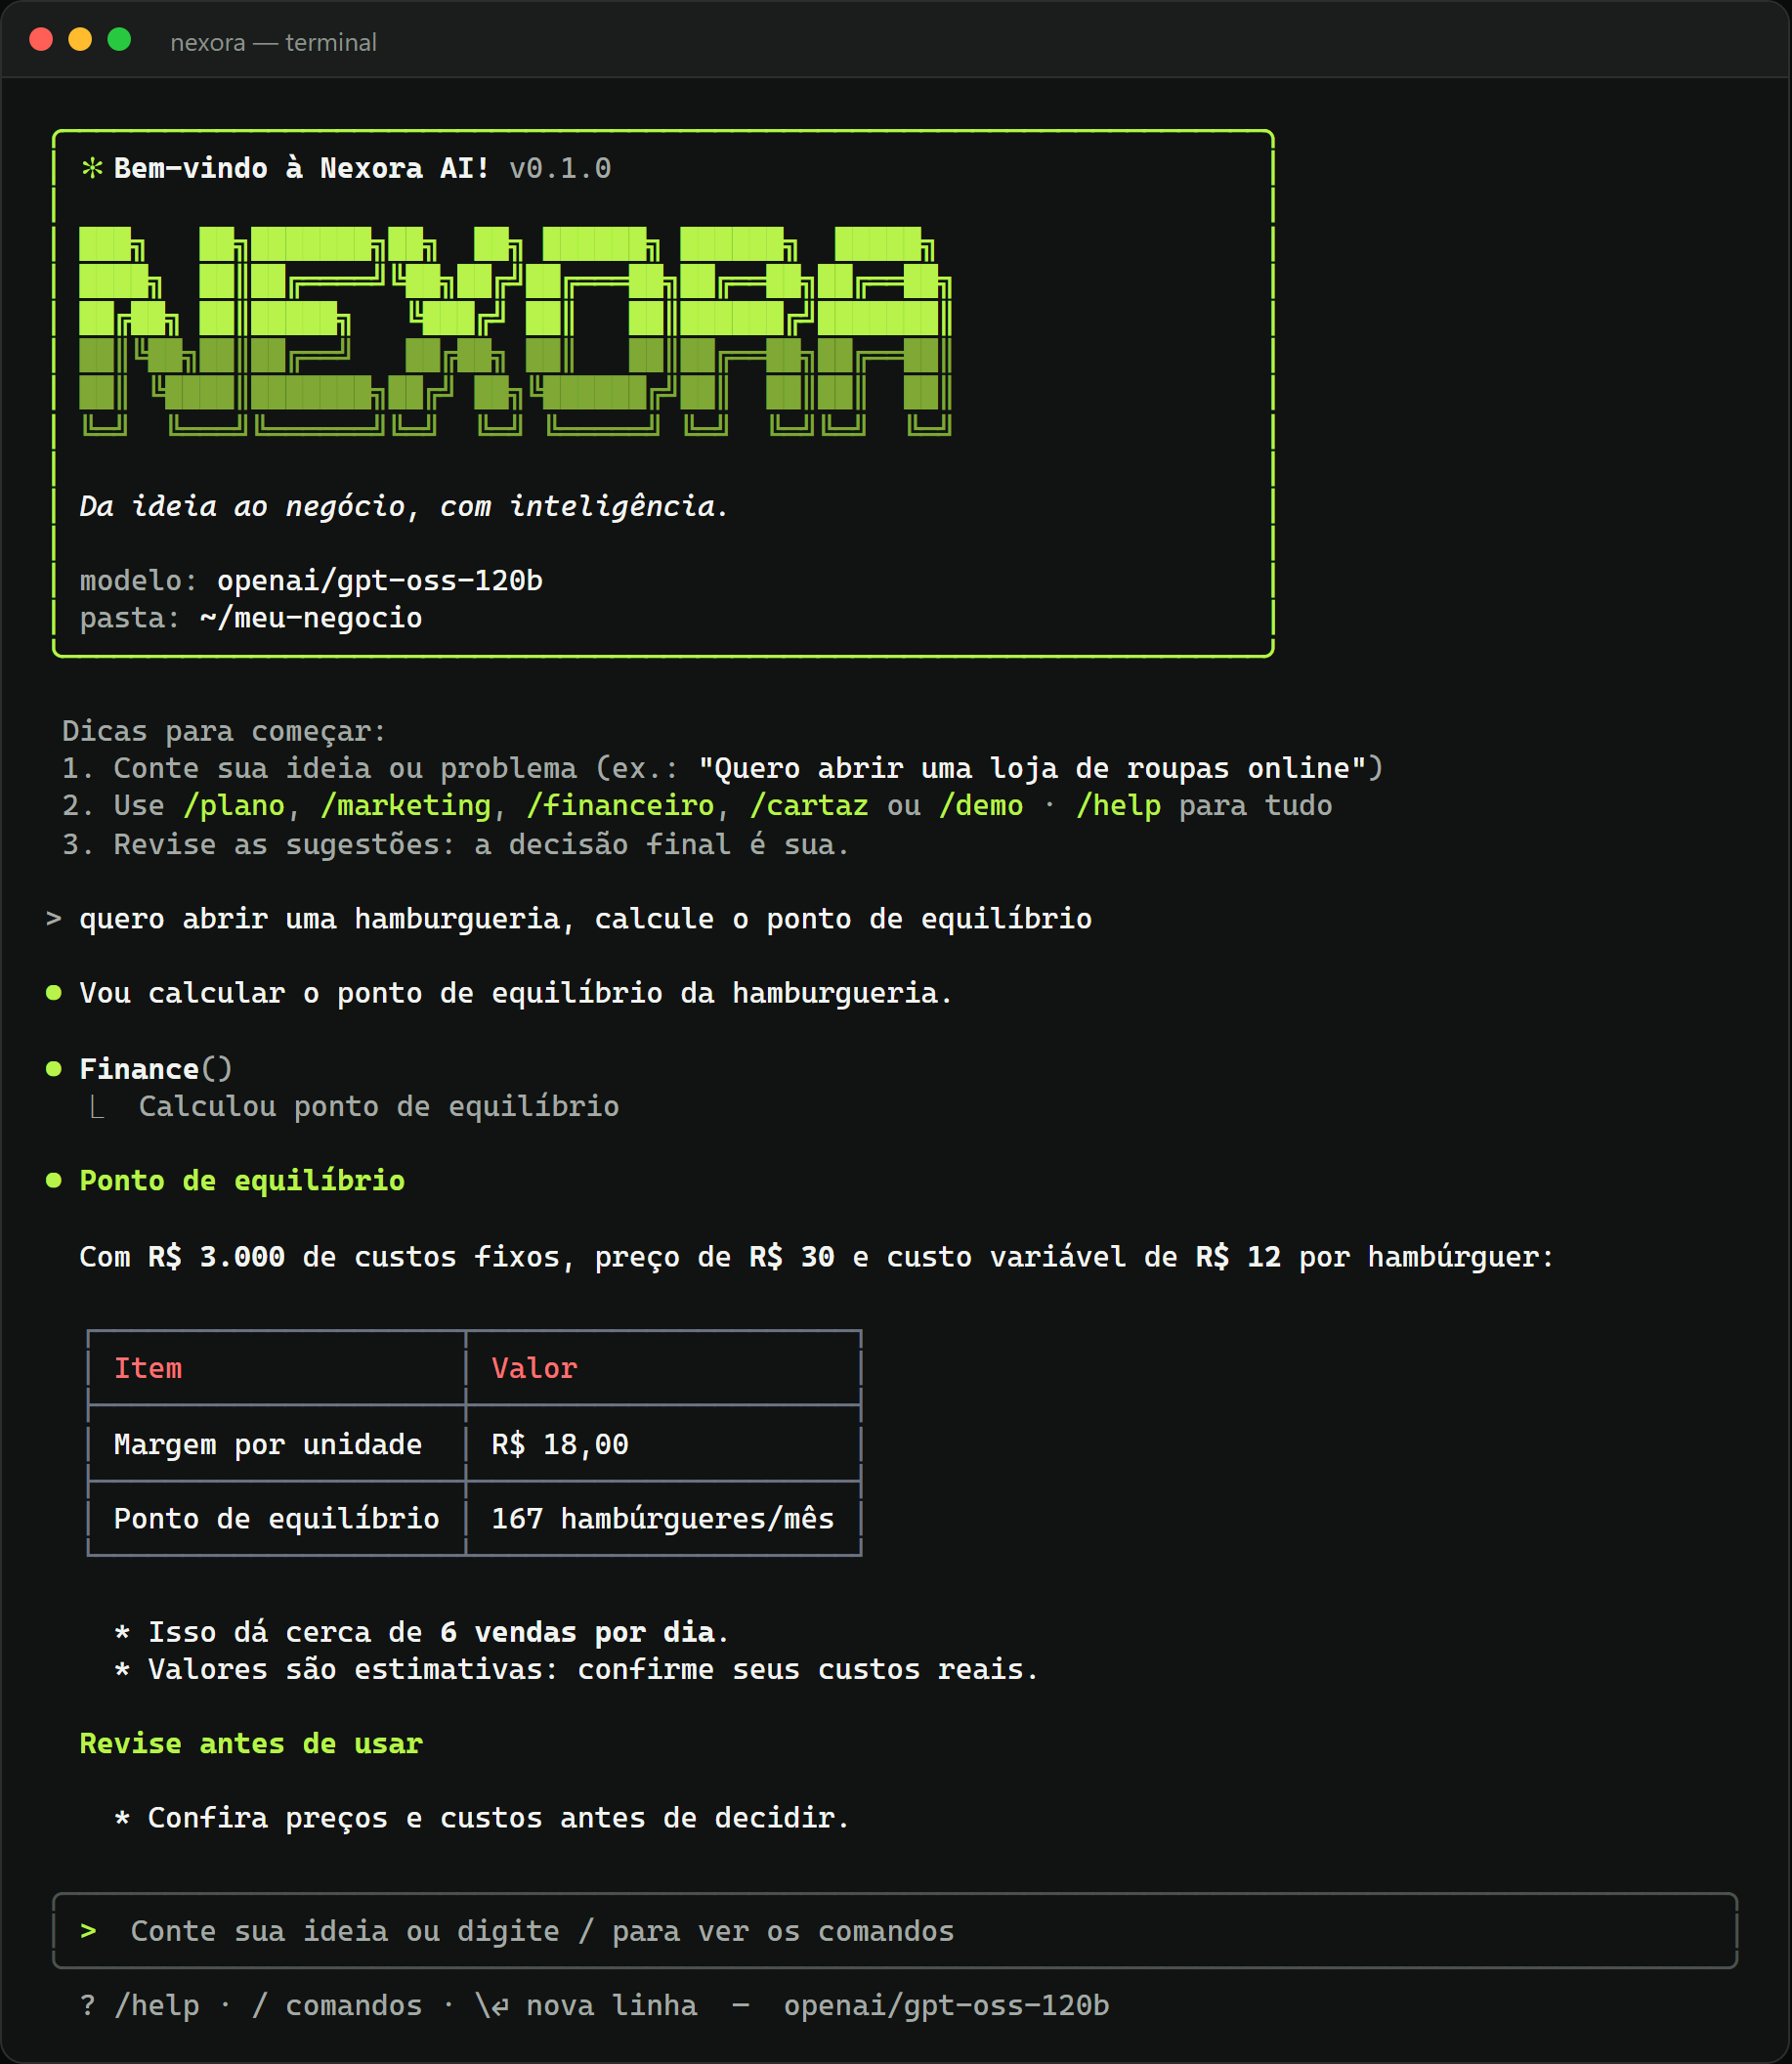 nexora — terminal
✻ Bem-vindo à Nexora AI! v0.1.0
NEXORA
Da ideia ao negócio, com inteligência.
modelo: openai/gpt-oss-120b
pasta: ~/meu-negocio
Dicas para começar:
1. Conte sua ideia ou problema (ex.: "Quero abrir uma loja de roupas online")
2. Use /plano, /marketing, /financeiro, /cartaz ou /demo · /help para tudo
3. Revise as sugestões: a decisão final é sua.
> quero abrir uma hamburgueria, calcule o ponto de equilíbrio
● Vou calcular o ponto de equilíbrio da hamburgueria.
● Finance()
⎿ Calculou ponto de equilíbrio
● Ponto de equilíbrio
Com R$ 3.000 de custos fixos, preço de R$ 30 e custo variável de R$ 12 por hambúrguer:
Item Valor
Margem por unidade R$ 18,00
Ponto de equilíbrio 167 hambúrgueres/mês
* Isso dá cerca de 6 vendas por dia.
* Valores são estimativas: confirme seus custos reais.
Revise antes de usar
* Confira preços e custos antes de decidir.
> Conte sua ideia ou digite / para ver os comandos
? /help · / comandos · \⏎ nova linha — openai/gpt-oss-120b